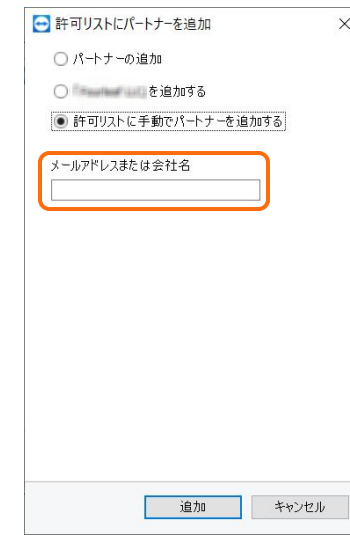 許可リストにパートナーを追加
パートナーの追加
を追加する
許可リストに手動でパートナーを追加する
メールアドレスまたは会社名
追加
キャンセル